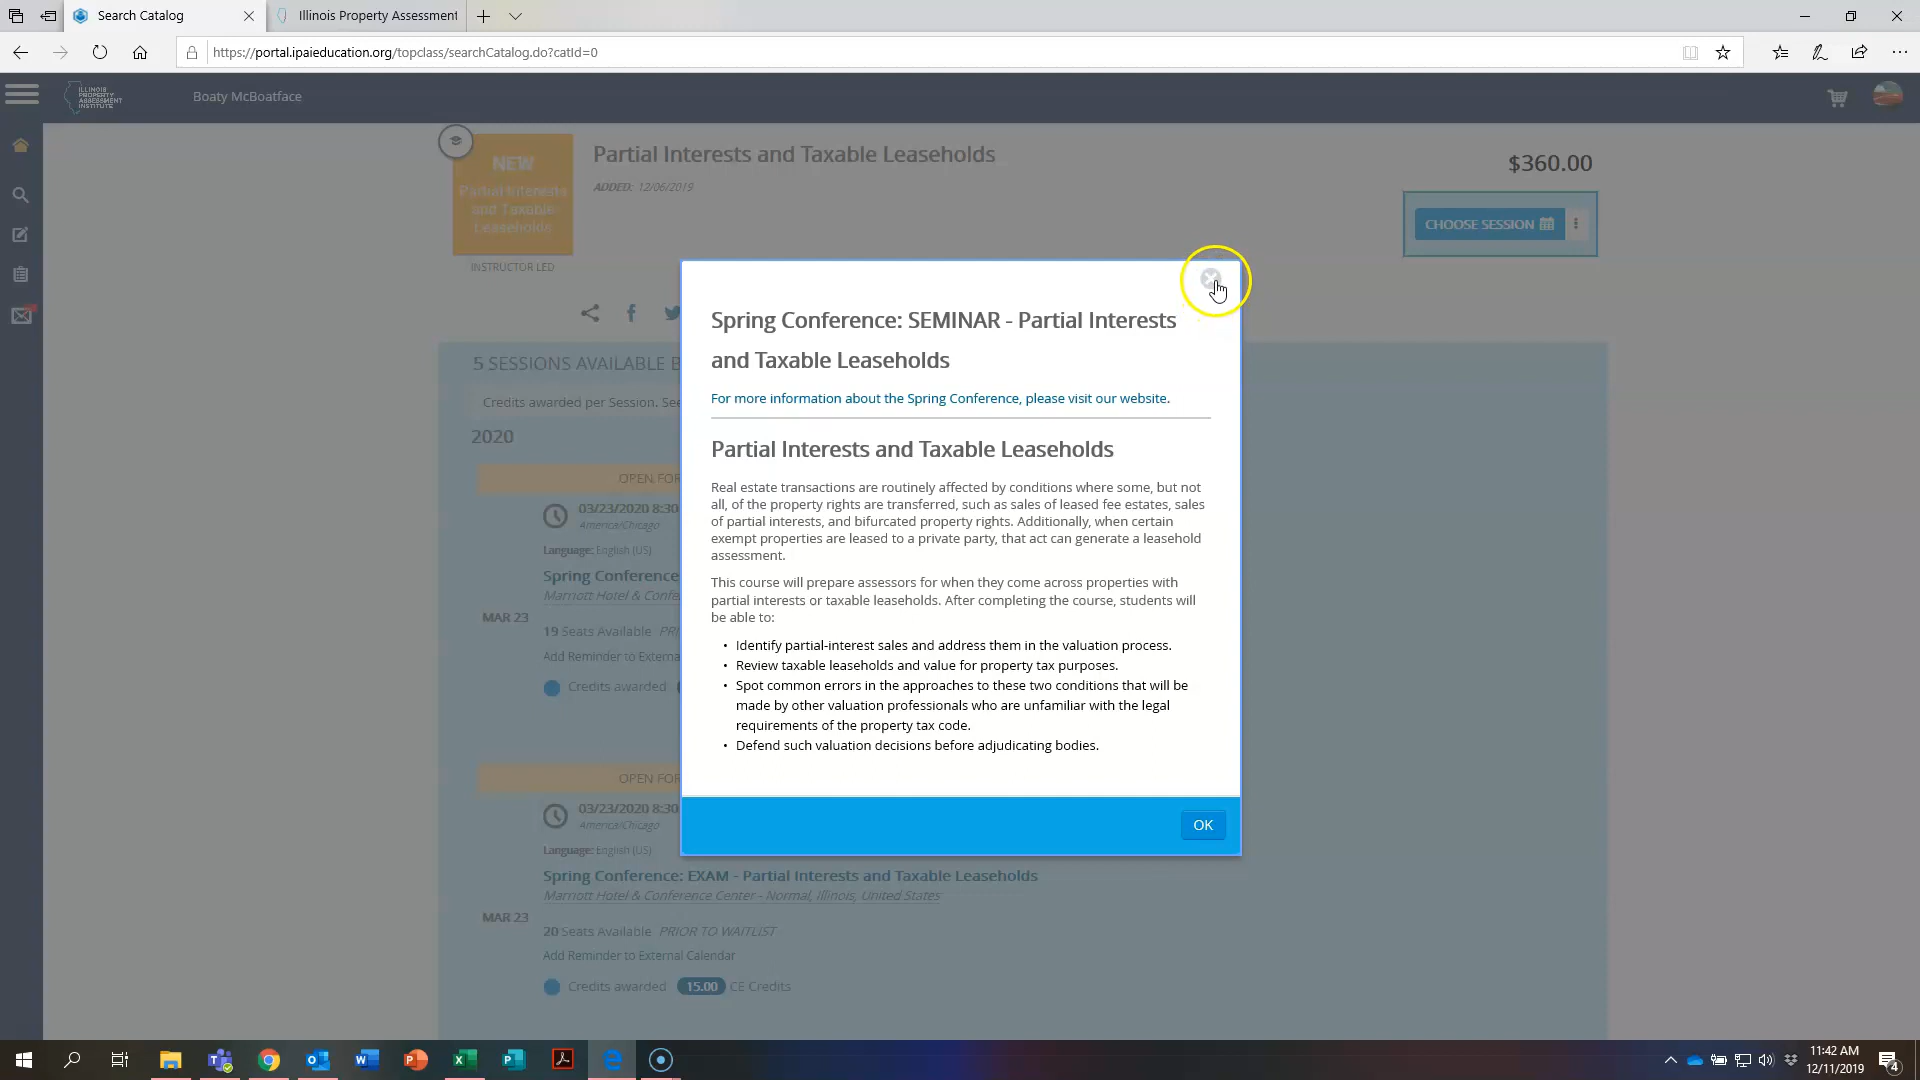 Search Catalog
Illinois Property Assessment
https://portal.ipaieducation.org/topclass/searchCatalog.do?catId=0
ILLINOIS
PROPERTY
ASSESSMENT
INSTITUTE
Boaty McBoatface
NEW
Partial Interests
and Taxable
Leaseholds
INSTRUCTOR LED
Partial Interests and Taxable Leaseholds
ADDED: 12/06/2019
$360.00
CHOOSE SESSION
5 SESSIONS AVAILABLE B
Credits awarded per Session. See
2020
OPEN FOR
03/23/2020 8:30
America/Chicago
Language: English (US)
Spring Conference
Marriott Hotel & Confe
MAR 23
19 Seats Available PRI
Add Reminder to Externa
Credits awarded
OPEN FOR
03/23/2020 8:30
America/Chicago
Language: English (US)
Spring Conference: EXAM - Partial Interests and Taxable Leaseholds
Marriott Hotel & Conference Center - Normal, Illinois, United States
MAR 23
20 Seats Available PRIOR TO WAITLIST
Add Reminder to External Calendar
Credits awarded 15.00 CE Credits
Spring Conference: SEMINAR - Partial Interests
and Taxable Leaseholds
For more information about the Spring Conference, please visit our website.
Partial Interests and Taxable Leaseholds
Real estate transactions are routinely affected by conditions where some, but not
all, of the property rights are transferred, such as sales of leased fee estates, sales
of partial interests, and bifurcated property rights. Additionally, when certain
exempt properties are leased to a private party, that act can generate a leasehold
assessment.
This course will prepare assessors for when they come across properties with
partial interests or taxable leaseholds. After completing the course, students will
be able to:
• Identify partial-interest sales and address them in the valuation process.
• Review taxable leaseholds and value for property tax purposes.
• Spot common errors in the approaches to these two conditions that will be
made by other valuation professionals who are unfamiliar with the legal
requirements of the property tax code.
• Defend such valuation decisions before adjudicating bodies.
OK
11:42 AM
12/11/2019
4